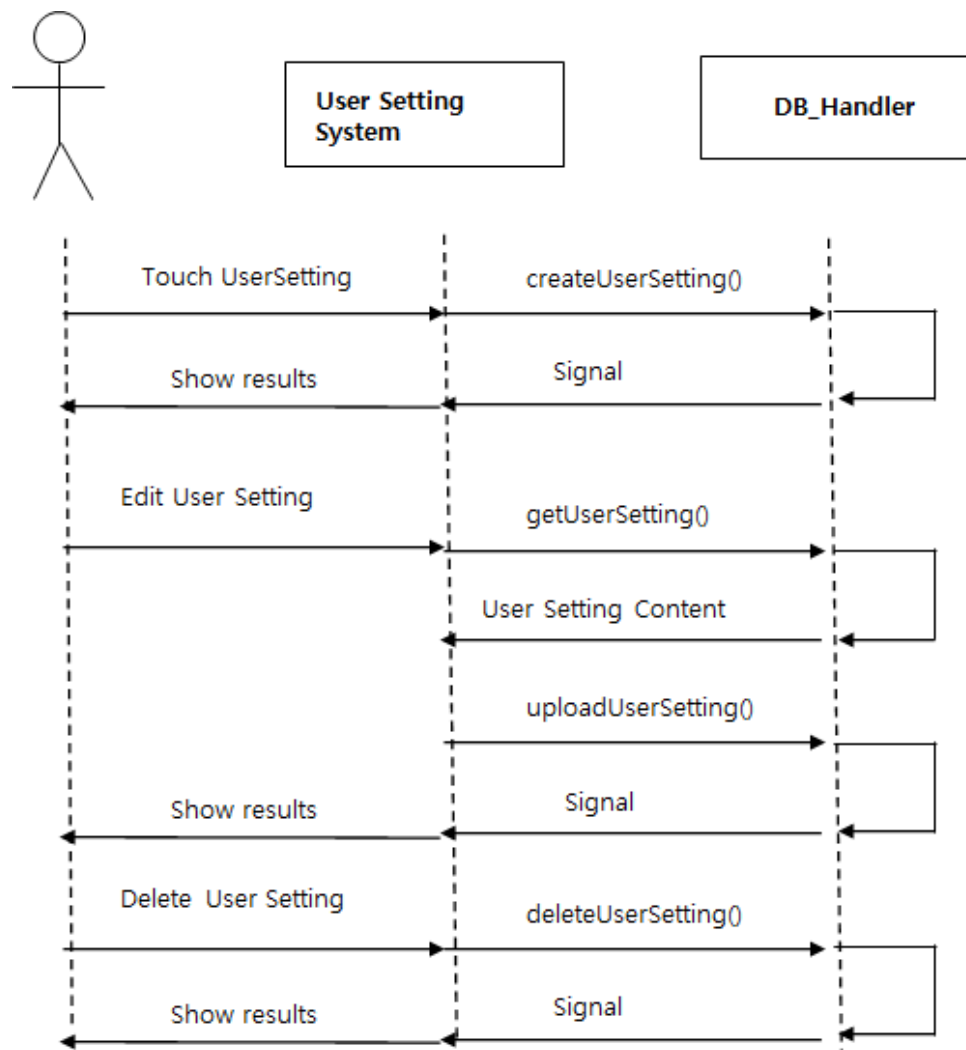 User Setting
System
DB_Handler
Touch UserSetting
createUserSetting()
Show results
Signal
Edit User Setting
getUserSetting()
User Setting Content
uploadUserSetting()
Show results
Signal
Delete User Setting
deleteUserSetting()
Show results
Signal